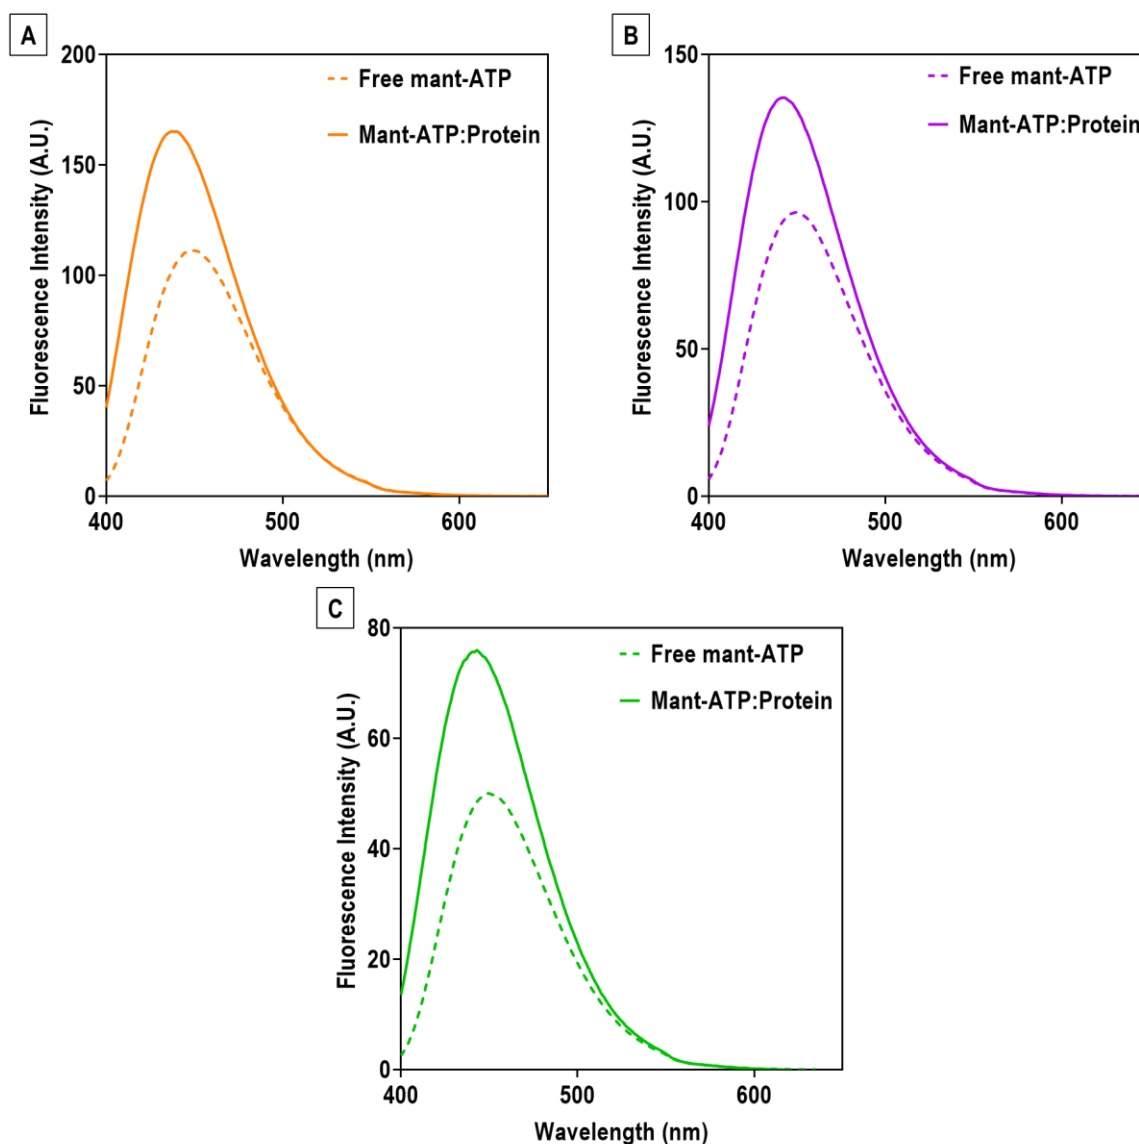 A
Fluorescence Intensity (A.U.)
200
150
100
50
0
Free mant-ATP
Mant-ATP:Protein
400
500
600
Wavelength (nm)
B
Fluorescence Intensity (A.U.)
150
100
50
0
Free mant-ATP
Mant-ATP:Protein
400
500
600
Wavelength (nm)
C
Fluorescence Intensity (A.U.)
80
60
40
20
0
Free mant-ATP
Mant-ATP:Protein
400
500
600
Wavelength (nm)